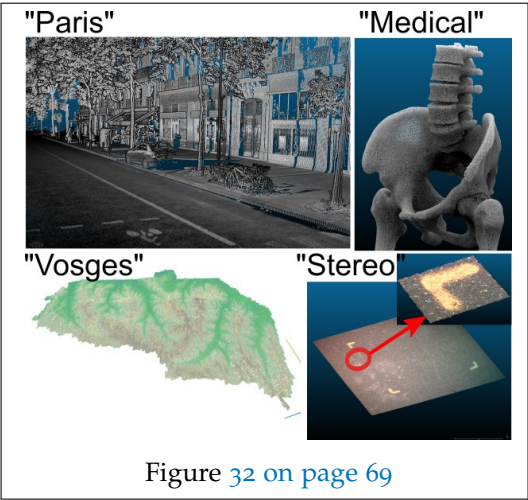 "Paris"
"Medical"
"Vosges"
"Stereo"
Figure 32 on page 69